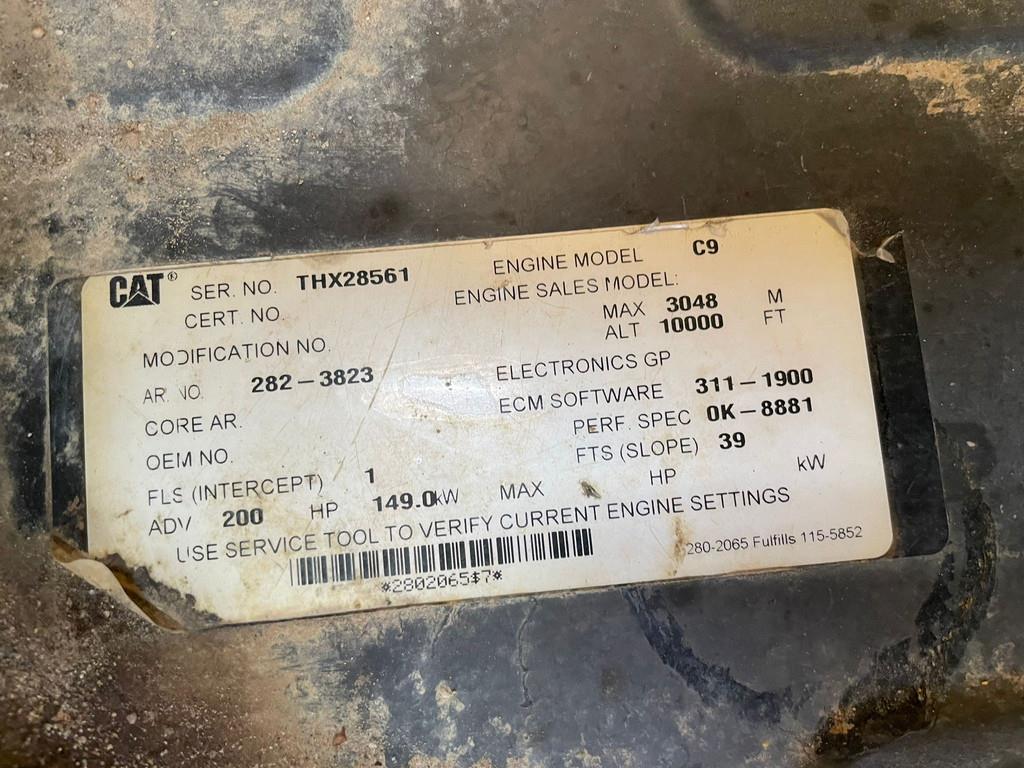 CAT® SER. NO. THX28561 ENGINE MODEL C9
CERT. NO. ENGINE SALES MODEL:
MAX 3048 M
MODIFICATION NO. ALT 10000 FT
AR. NO. 282-3823 ELECTRONICS GP
CORE AR. ECM SOFTWARE 311-1900
OEM NO. PERF. SPEC 0K-8881
FLS (INTERCEPT) 1 FTS (SLOPE) 39
ADV 200 HP 149.0kW MAX HP kW
USE SERVICE TOOL TO VERIFY CURRENT ENGINE SETTINGS
*2802065$7*
280-2065 Fulfills 115-5852